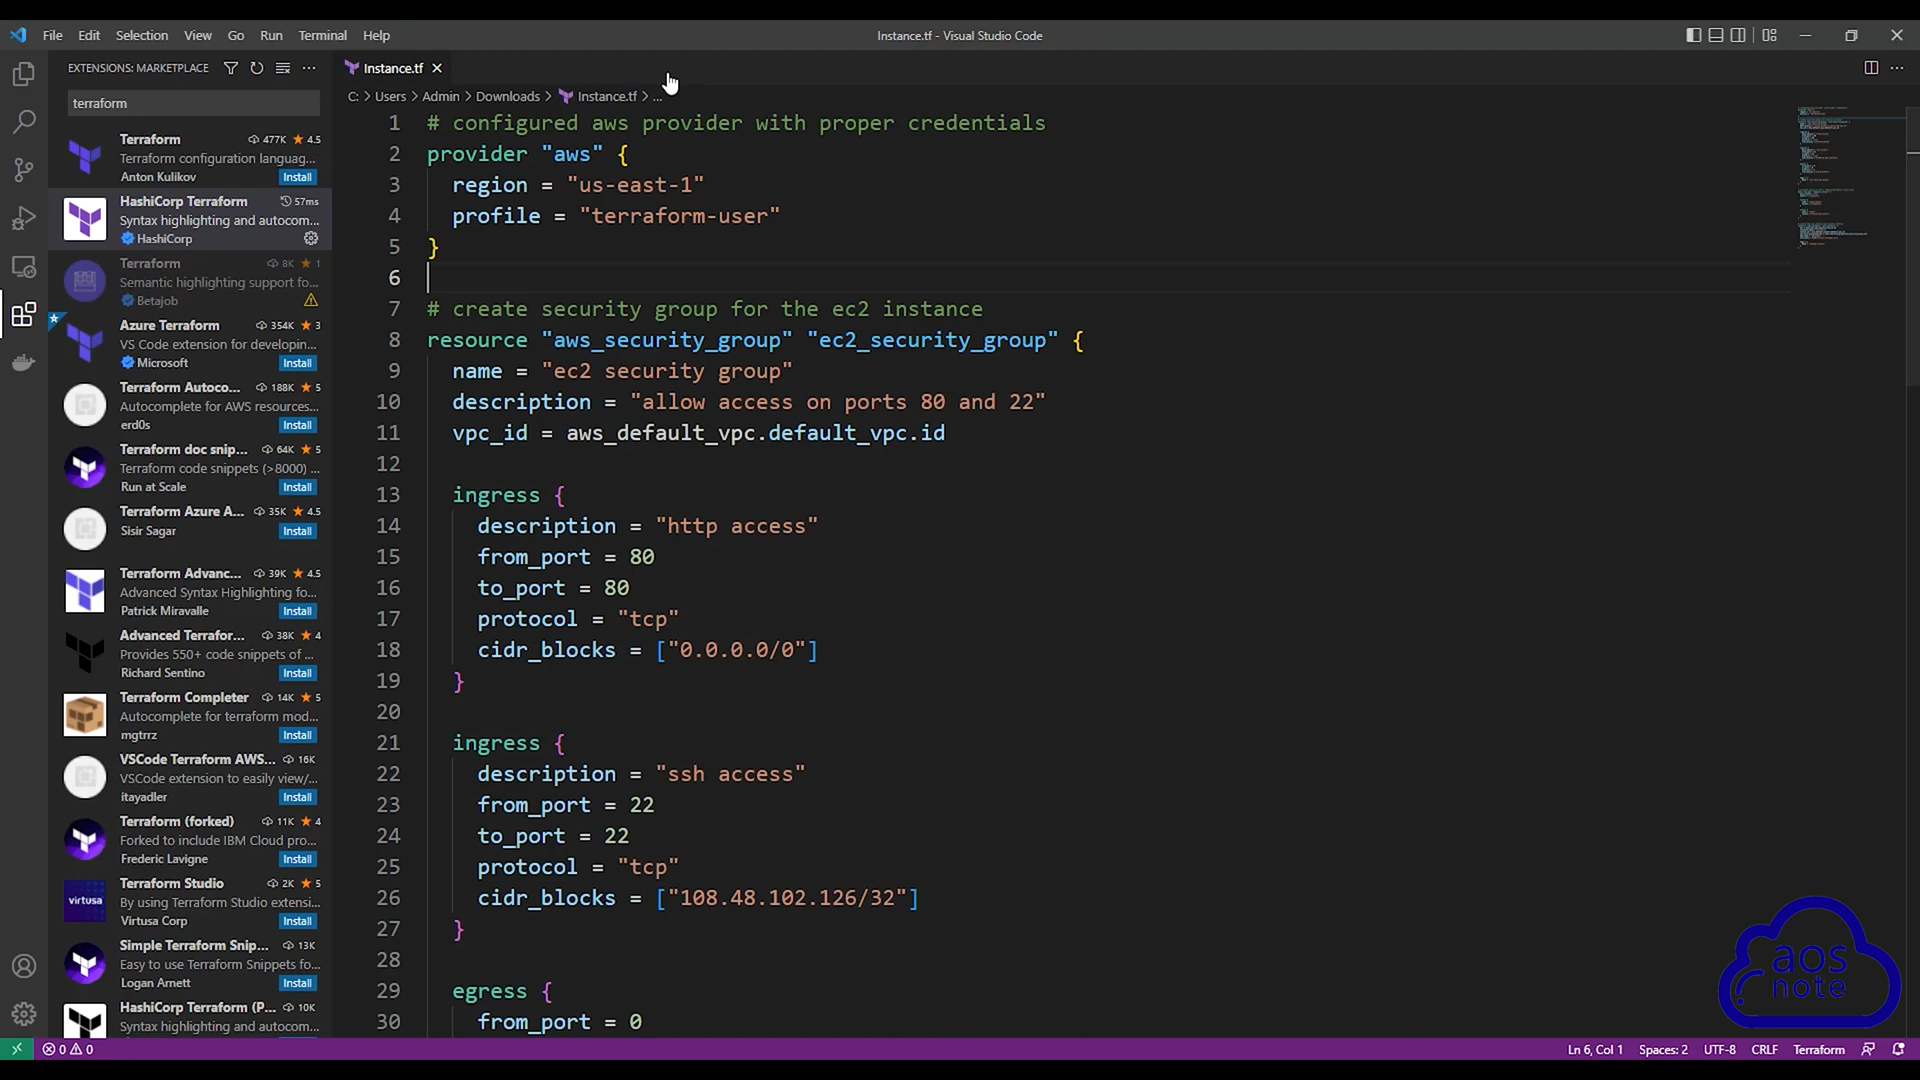 File Edit Selection View Go Run Terminal Help
Instance.tf - Visual Studio Code
EXTENSIONS: MARKETPLACE
terraform
Terraform 477K 4.5
Terraform configuration languag...
Anton Kulikov Install
HashiCorp Terraform 57ms
Syntax highlighting and autocom...
HashiCorp
Terraform 8K 1
Semantic highlighting support fo...
Betajob
Azure Terraform 354K 3
VS Code extension for developin...
Microsoft Install
Terraform Autoco... 188K 5
Autocomplete for AWS resources...
erd0s Install
Terraform doc snip... 64K 5
Terraform code snippets (>8000) ...
Run at Scale Install
Terraform Azure A... 35K 4.5
Sisir Sagar Install
Terraform Advanc... 39K 4.5
Advanced Syntax Highlighting fo...
Patrick Miravalle Install
Advanced Terrafor... 38K 4
Provides 550+ code snippets of ...
Richard Sentino Install
Terraform Completer 14K 5
Autocomplete for terraform mod...
mgtrrz Install
VSCode Terraform AWS... 16K
VSCode extension to easily view/...
itayadler Install
Terraform (forked) 11K 4
Forked to include IBM Cloud pro...
Frederic Lavigne Install
virtusa
Terraform Studio 2K 5
By using Terraform Studio extensi...
Virtusa Corp Install
Simple Terraform Snip... 13K
Easy to use Terraform Snippets fo...
Logan Arnett Install
HashiCorp Terraform (P... 10K
Syntax highlighting and autocom...
Instance.tf
C: > Users > Admin > Downloads > Instance.tf > ...
1 # configured aws provider with proper credentials
2 provider "aws" {
3 region = "us-east-1"
4 profile = "terraform-user"
5 }
6
7 # create security group for the ec2 instance
8 resource "aws_security_group" "ec2_security_group" {
9 name = "ec2 security group"
10 description = "allow access on ports 80 and 22"
11 vpc_id = aws_default_vpc.default_vpc.id
12
13 ingress {
14 description = "http access"
15 from_port = 80
16 to_port = 80
17 protocol = "tcp"
18 cidr_blocks = ["0.0.0.0/0"]
19 }
20
21 ingress {
22 description = "ssh access"
23 from_port = 22
24 to_port = 22
25 protocol = "tcp"
26 cidr_blocks = ["108.48.102.126/32"]
27 }
28
29 egress {
30 from_port = 0
aos
note
0 0
Ln 6, Col 1 Spaces: 2 UTF-8 CRLF Terraform